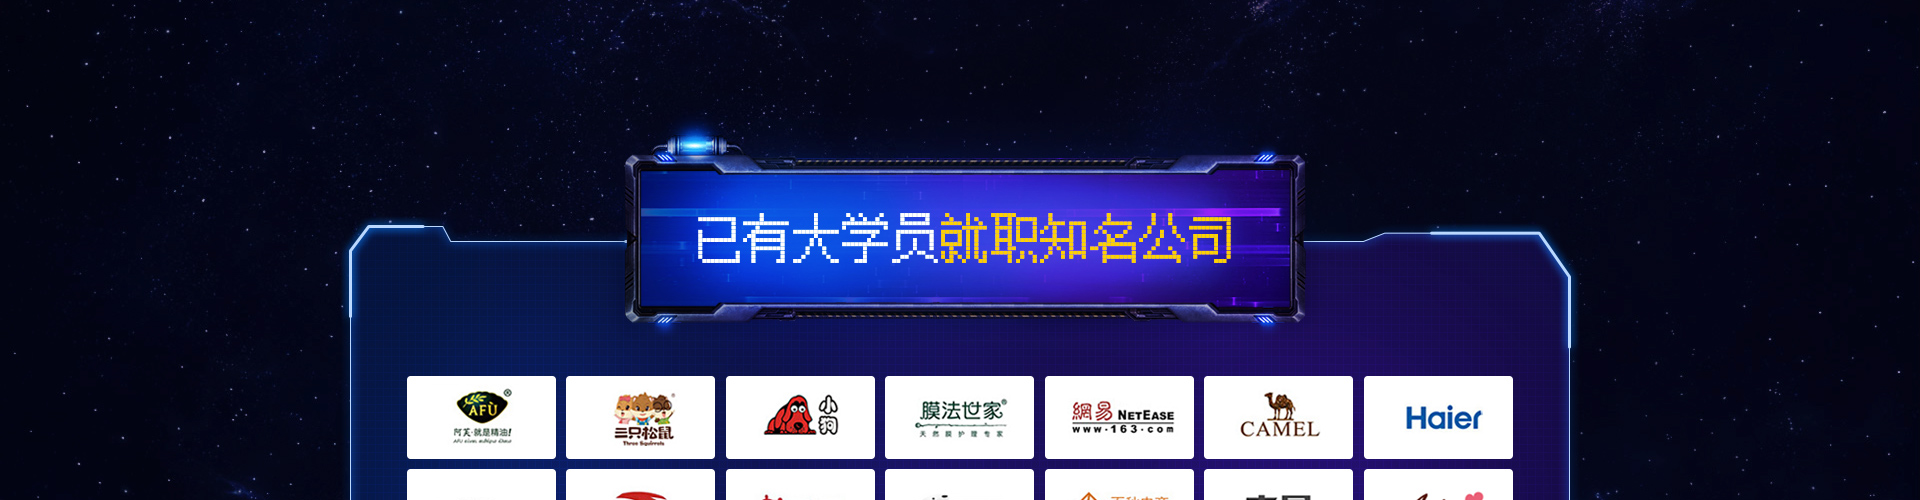 已有大学员就职知名公司
AFÙ®
阿芙·就是精油!
三只松鼠®
Three Squirrels
小狗
膜法世家®
天然膜护理专家
網易 NETEASE
www.163.com
CAMEL
Haier